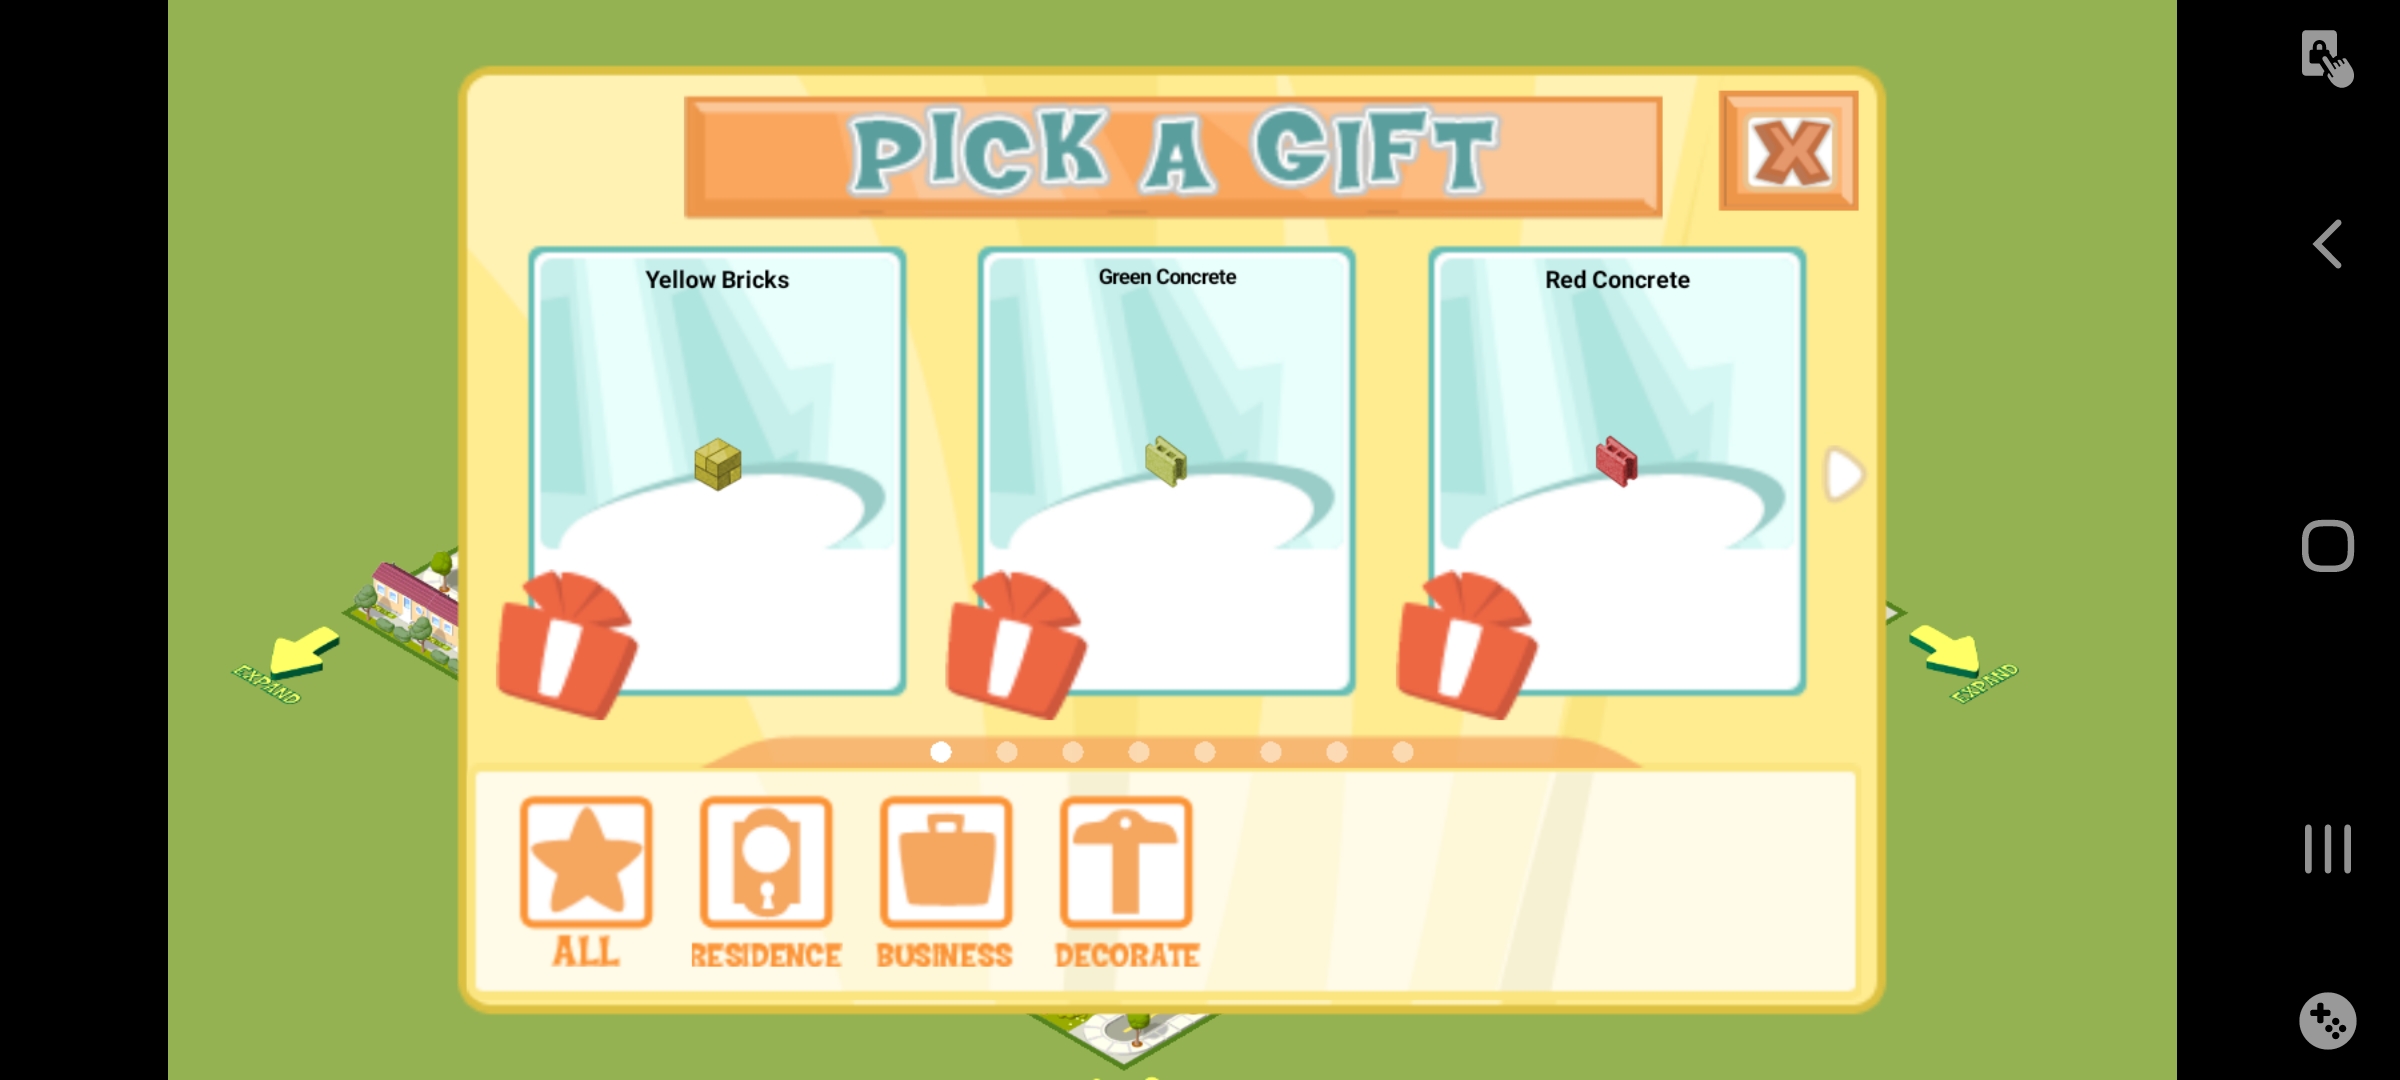 PICK A GIFT
X
Yellow Bricks
Green Concrete
Red Concrete
EXPAND
EXPAND
ALL
RESIDENCE
BUSINESS
DECORATE